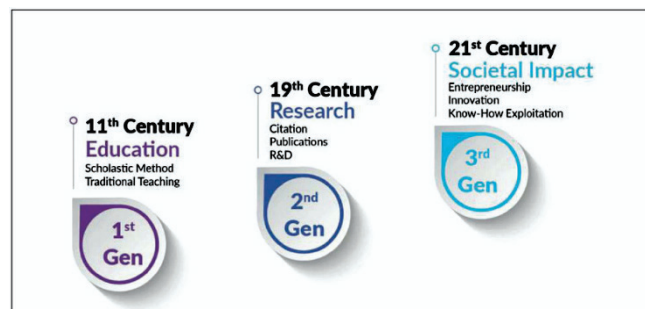 11th Century
Education
Scholastic Method
Traditional Teaching
1st
Gen
19th Century
Research
Citation
Publications
R&D
2nd
Gen
21st Century
Societal Impact
Entrepreneurship
Innovation
Know-How Exploitation
3rd
Gen